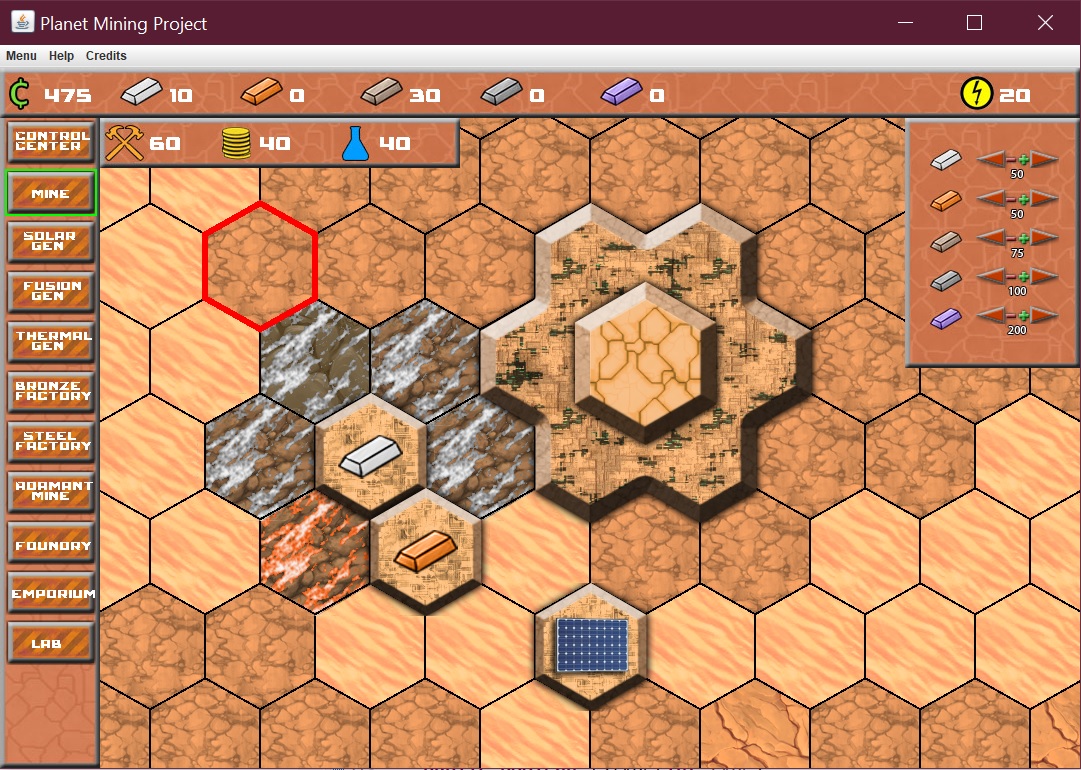 Planet Mining Project
Menu Help Credits
475 10 0 30 0 0 20
60 40 40
CONTROL
CENTER
MINE
SOLAR
GEN
FUSION
GEN
THERMAL
GEN
BRONZE
FACTORY
STEEL
FACTORY
ADAMANT
MINE
FOUNDRY
EMPORIUM
LAB
50
50
75
100
200